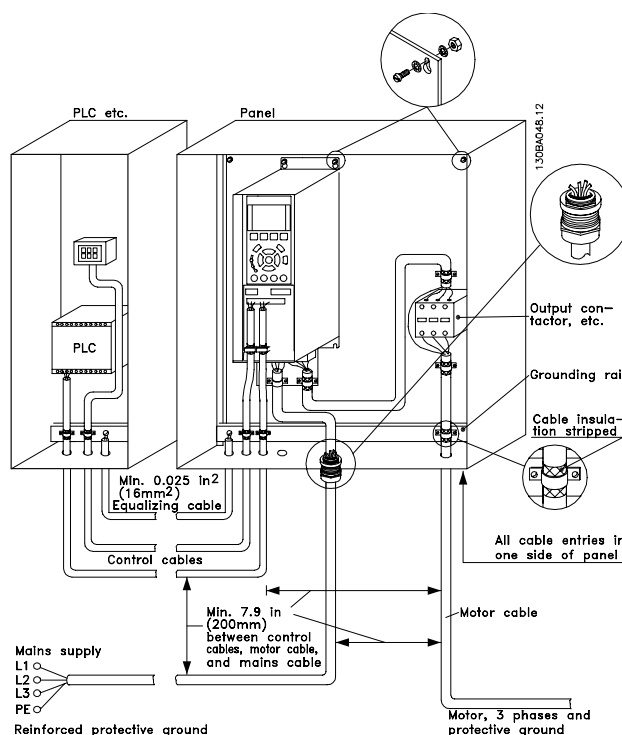 PLC etc.
Panel
130BA048.12
Output con-
tactor, etc.
PLC
Grounding rai
Cable insula-
tion stripped
Min. 0.025 in²
(16mm²)
Equalizing cable
All cable entries in
one side of panel
Control cables
Min. 7.9 in
(200mm)
between control
cables, motor cable,
and mains cable
Motor cable
Mains supply
L1
L2
L3
PE
Reinforced protective ground
Motor, 3 phases and
protective ground